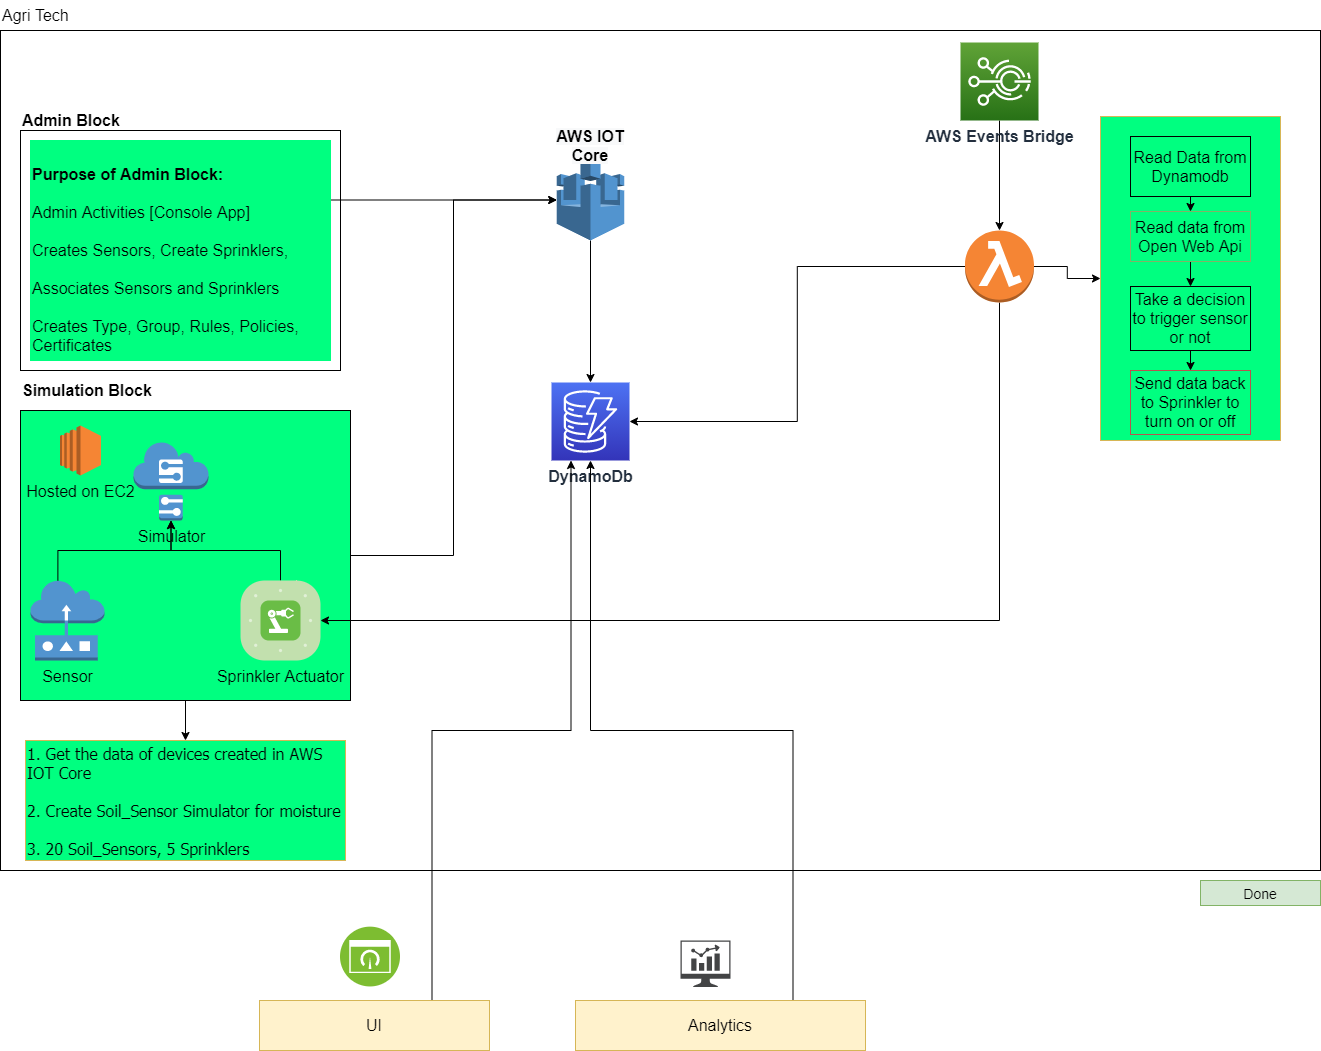 Agri Tech
Admin Block
Purpose of Admin Block:
Admin Activities [Console App]
Creates Sensors, Create Sprinklers,
Associates Sensors and Sprinklers
Creates Type, Group, Rules, Policies,
Certificates
AWS IOT
Core
AWS Events Bridge
Read Data from
Dynamodb
Read data from
Open Web Api
Take a decision
to trigger sensor
or not
Send data back
to Sprinkler to
turn on or off
Simulation Block
Hosted on EC2
Simulator
Sensor
Sprinkler Actuator
DynamoDb
1. Get the data of devices created in AWS
IOT Core
2. Create Soil_Sensor Simulator for moisture
3. 20 Soil_Sensors, 5 Sprinklers
Done
UI
Analytics